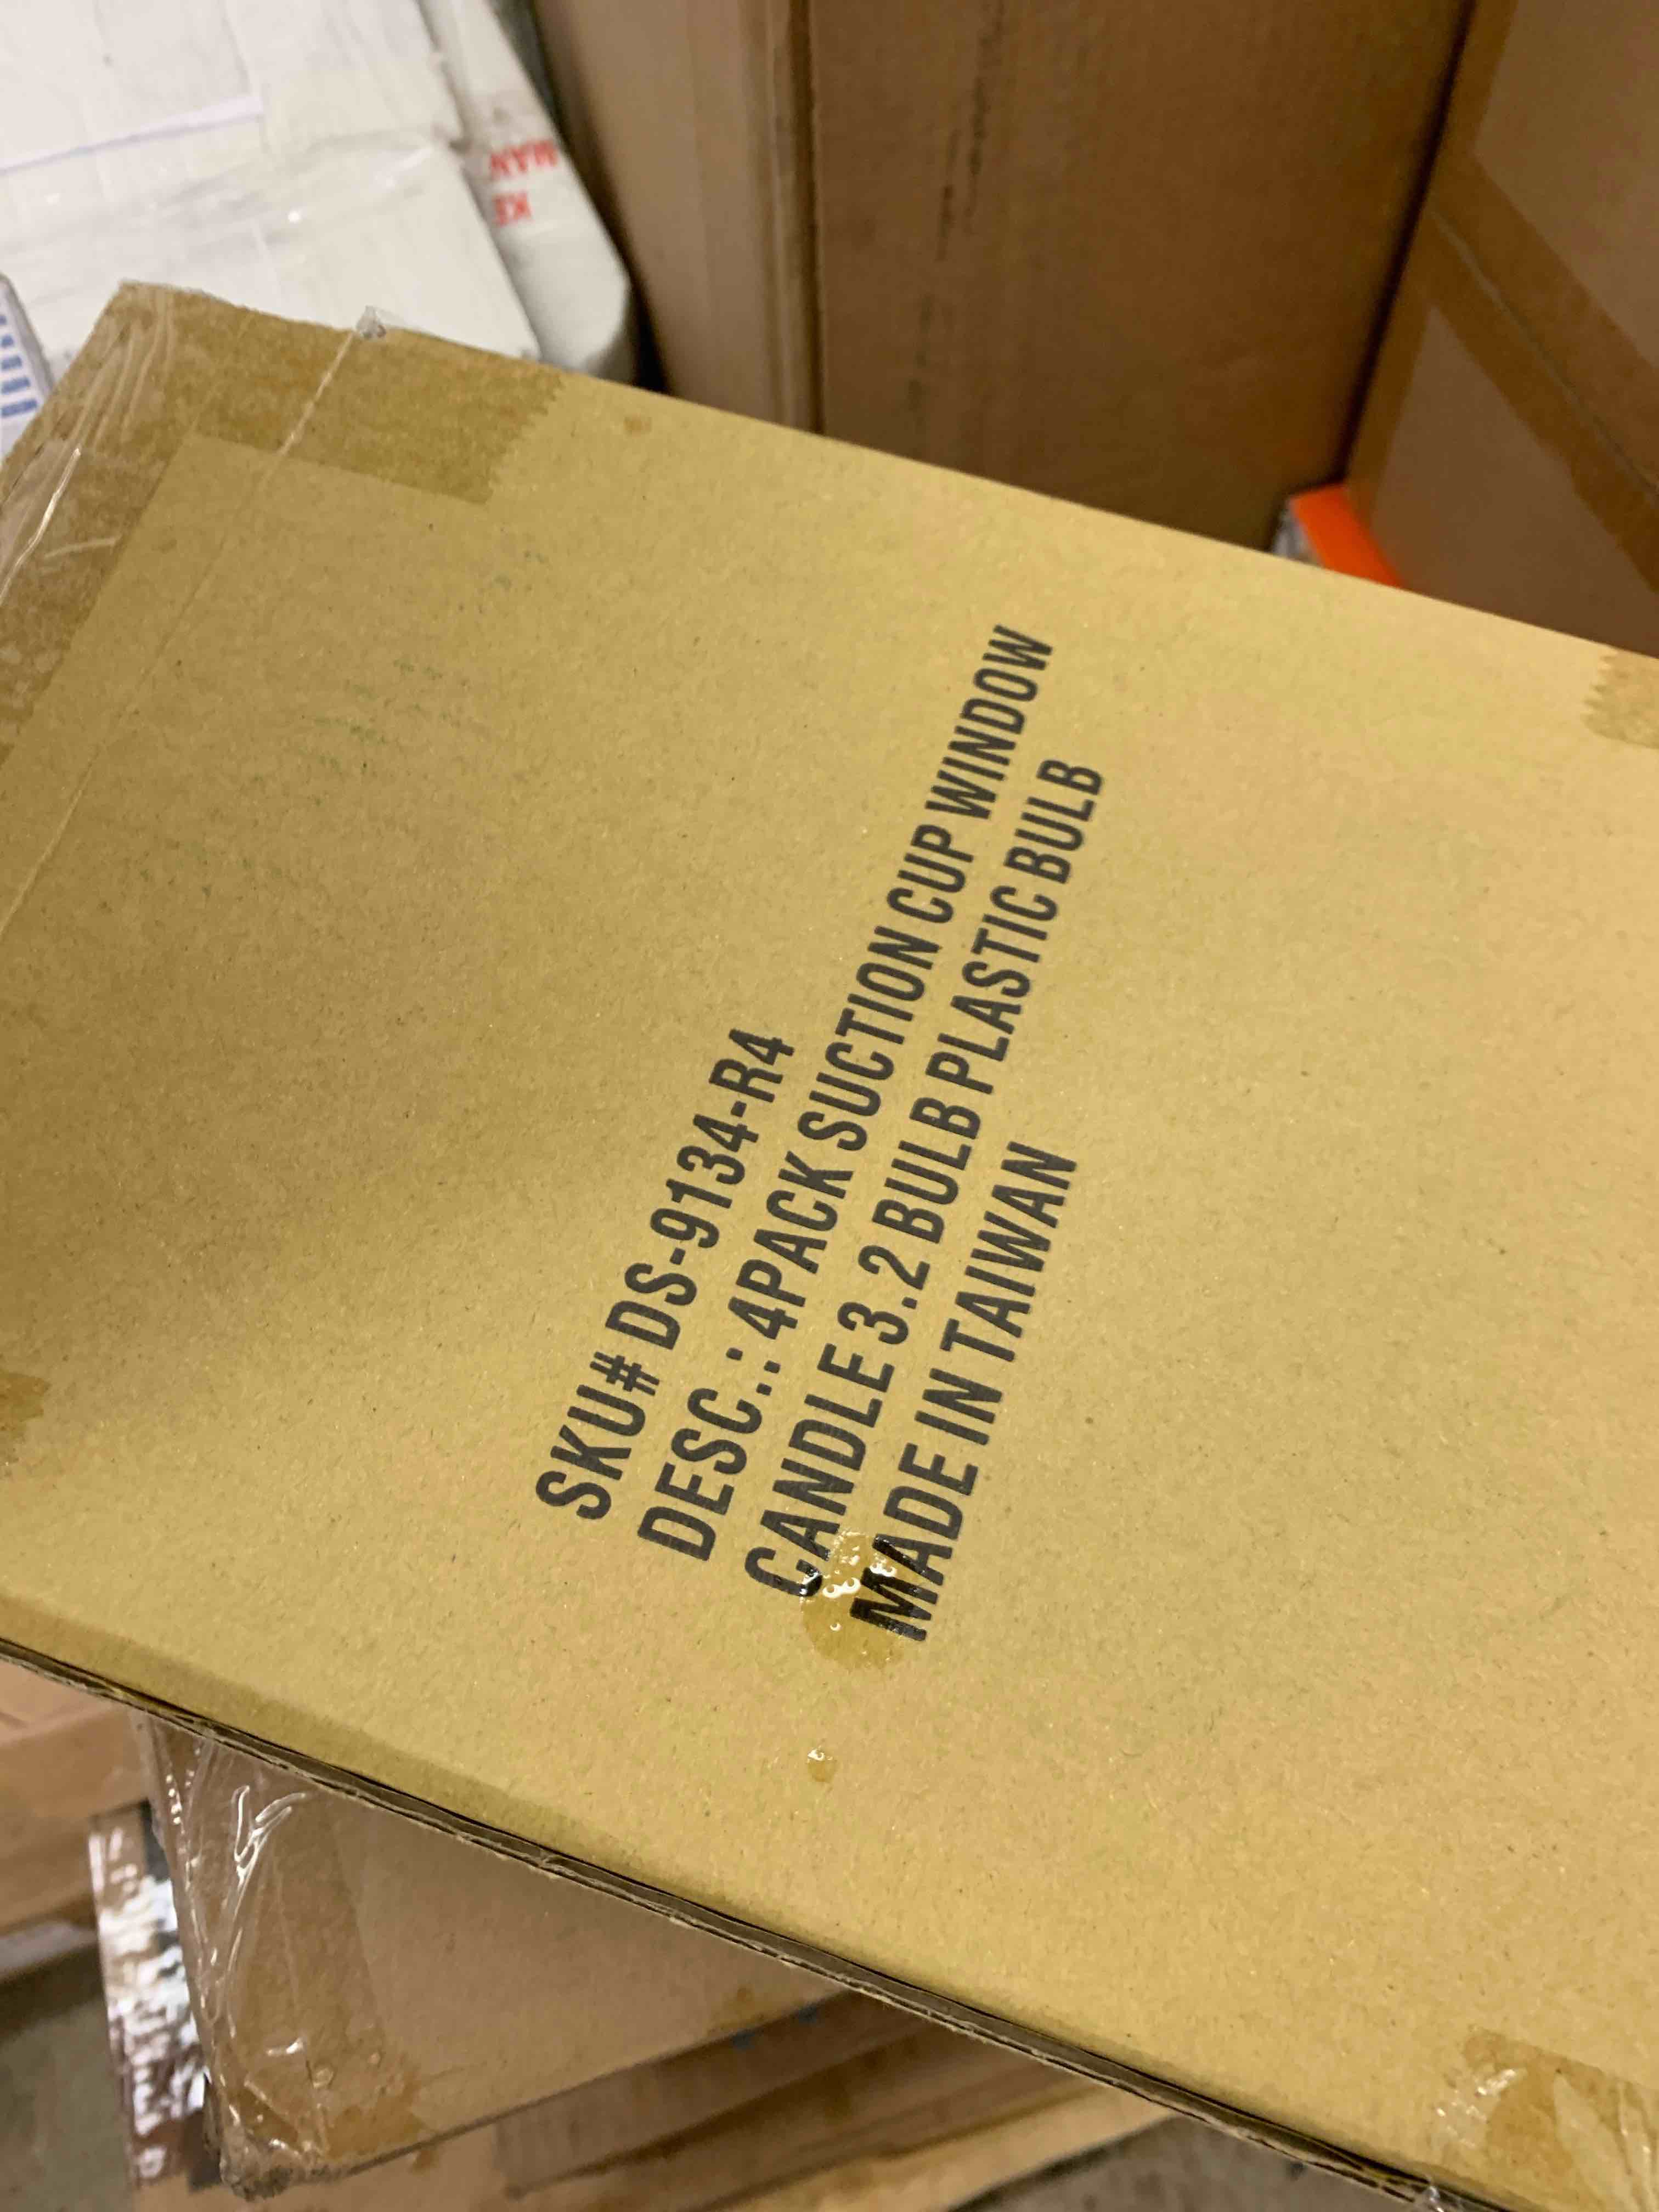 SKU# DS-9134-R4
DESC.: 4PACK SUCTION CUP WINDOW
CANDLE 3.2 BULB PLASTIC BULB
MADE IN TAIWAN